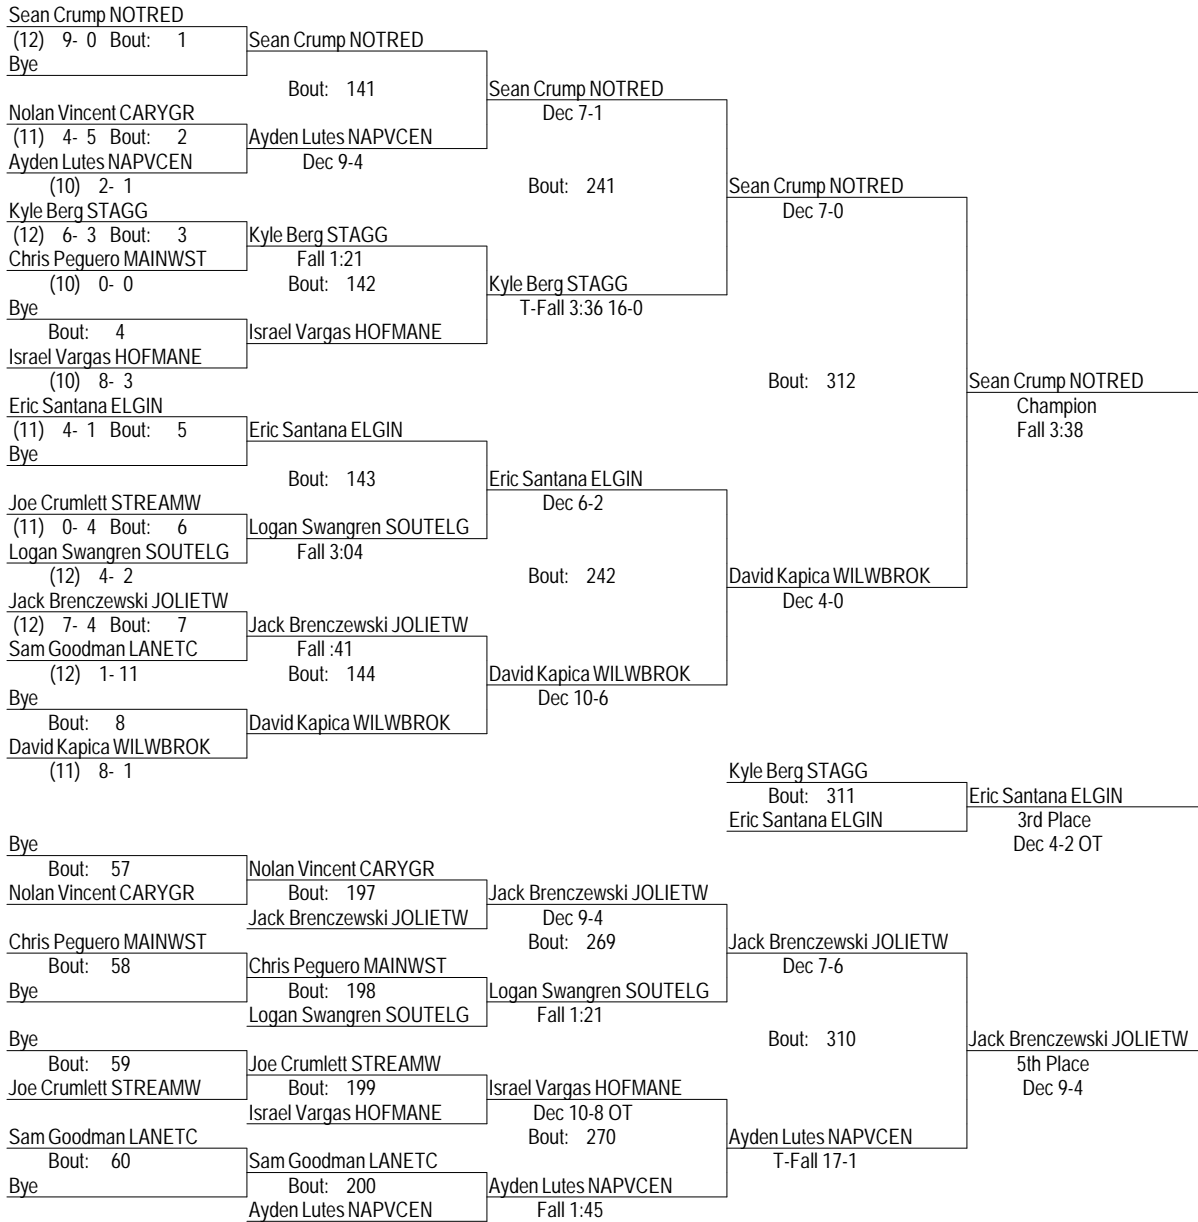 Sean Crump NOTRED
(12) 9- 0 Bout: 1 Sean Crump NOTRED
Bye
Bout: 141 Sean Crump NOTRED
Nolan Vincent CARYGR Dec 7-1
(11) 4- 5 Bout: 2 Ayden Lutes NAPVCEN
Ayden Lutes NAPVCEN Dec 9-4
(10) 2- 1 Bout: 241 Sean Crump NOTRED
Kyle Berg STAGG Dec 7-0
(12) 6- 3 Bout: 3 Kyle Berg STAGG
Chris Peguero MAINWST Fall 1:21
(10) 0- 0 Bout: 142 Kyle Berg STAGG
Bye T-Fall 3:36 16-0
Bout: 4 Israel Vargas HOFMANE
Israel Vargas HOFMANE
(10) 8- 3 Bout: 312 Sean Crump NOTRED
Eric Santana ELGIN Champion
(11) 4- 1 Bout: 5 Eric Santana ELGIN Fall 3:38
Bye
Bout: 143 Eric Santana ELGIN
Joe Crumlett STREAMW Dec 6-2
(11) 0- 4 Bout: 6 Logan Swangren SOUTELG
Logan Swangren SOUTELG Fall 3:04
(12) 4- 2 Bout: 242 David Kapica WILWBROK
Jack Brenczewski JOLIETW Dec 4-0
(12) 7- 4 Bout: 7 Jack Brenczewski JOLIETW
Sam Goodman LANETC Fall :41
(12) 1- 11 Bout: 144 David Kapica WILWBROK
Bye Dec 10-6
Bout: 8 David Kapica WILWBROK
David Kapica WILWBROK
(11) 8- 1 Kyle Berg STAGG
Bout: 311 Eric Santana ELGIN
Eric Santana ELGIN 3rd Place
Bye Dec 4-2 OT
Bout: 57 Nolan Vincent CARYGR
Nolan Vincent CARYGR Bout: 197 Jack Brenczewski JOLIETW
Jack Brenczewski JOLIETW Dec 9-4
Chris Peguero MAINWST Bout: 269 Jack Brenczewski JOLIETW
Bout: 58 Chris Peguero MAINWST Dec 7-6
Bye Bout: 198 Logan Swangren SOUTELG
Logan Swangren SOUTELG Fall 1:21
Bye Bout: 310 Jack Brenczewski JOLIETW
Bout: 59 Joe Crumlett STREAMW 5th Place
Joe Crumlett STREAMW Bout: 199 Israel Vargas HOFMANE Dec 9-4
Israel Vargas HOFMANE Dec 10-8 OT
Sam Goodman LANETC Bout: 270 Ayden Lutes NAPVCEN
Bout: 60 Sam Goodman LANETC T-Fall 17-1
Bye Bout: 200 Ayden Lutes NAPVCEN
Ayden Lutes NAPVCEN Fall 1:45